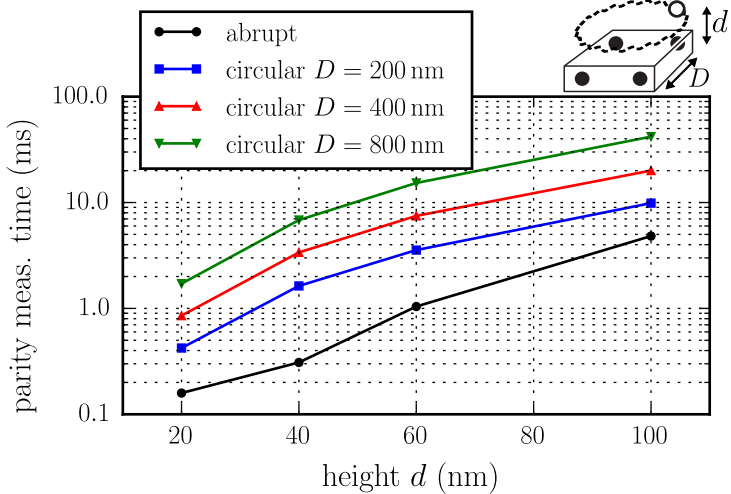 abrupt
circular D = 200 nm
circular D = 400 nm
circular D = 800 nm
d
D
parity meas. time (ms)
100.0
10.0
1.0
0.1
20 40 60 80 100
height d (nm)